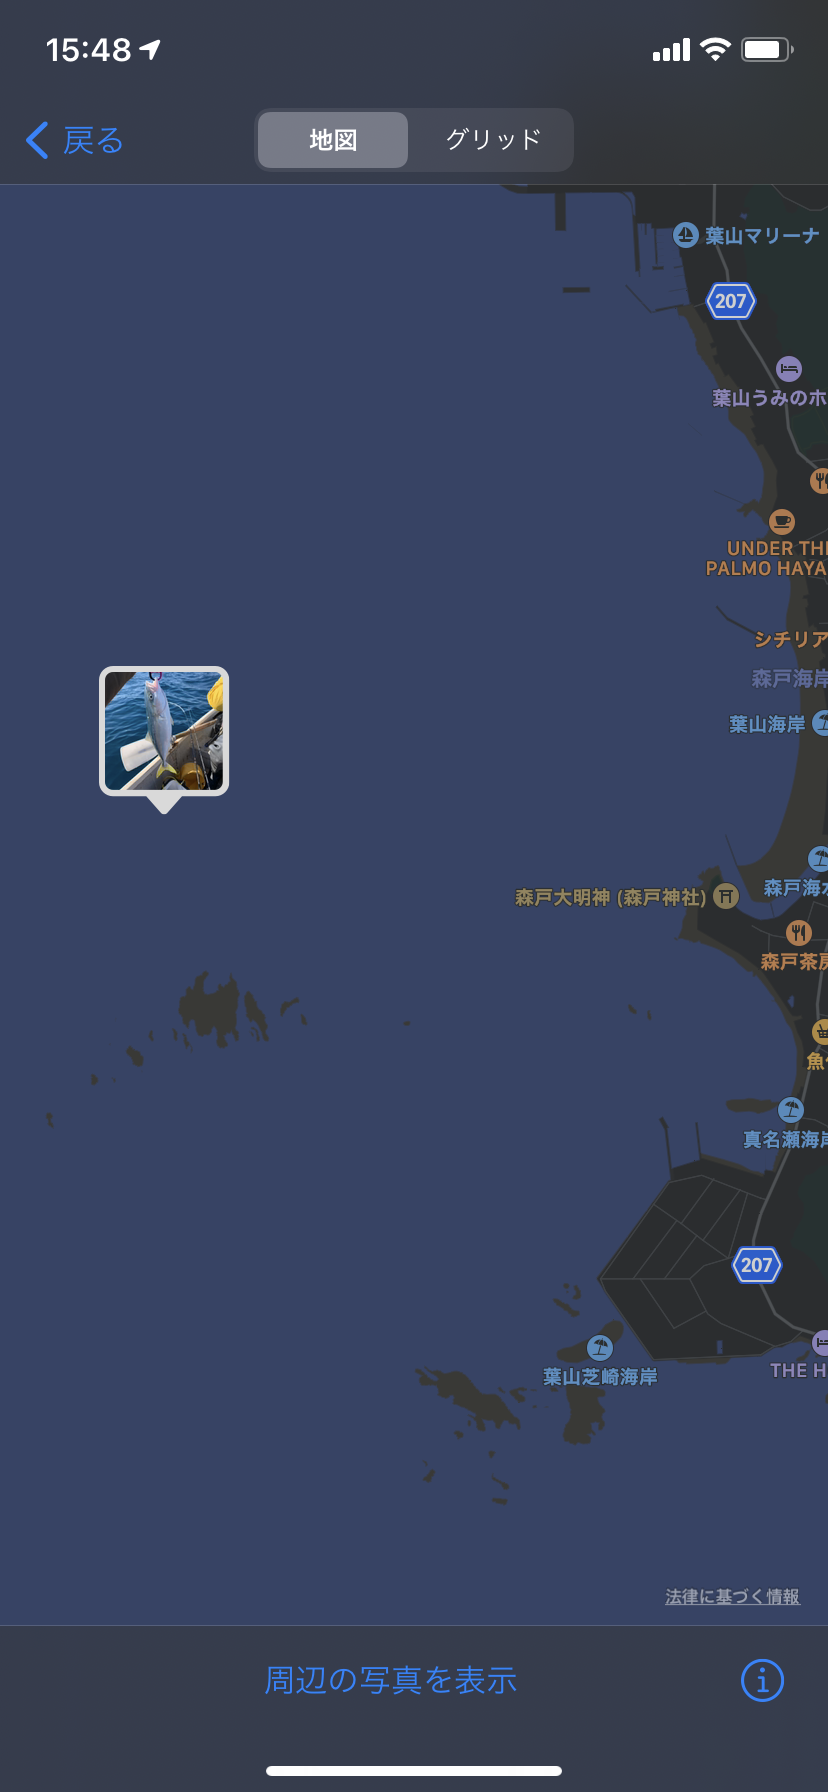 15:48
戻る
地図
グリッド
葉山マリーナ
207
葉山うみのホ
UNDER TH
PALMO HAYA
シチリア
森戸海岸
葉山海岸
森戸大明神 (森戸神社)
森戸海水
森戸茶房
魚
真名瀬海岸
207
葉山芝崎海岸
THE H
法律に基づく情報
周辺の写真を表示